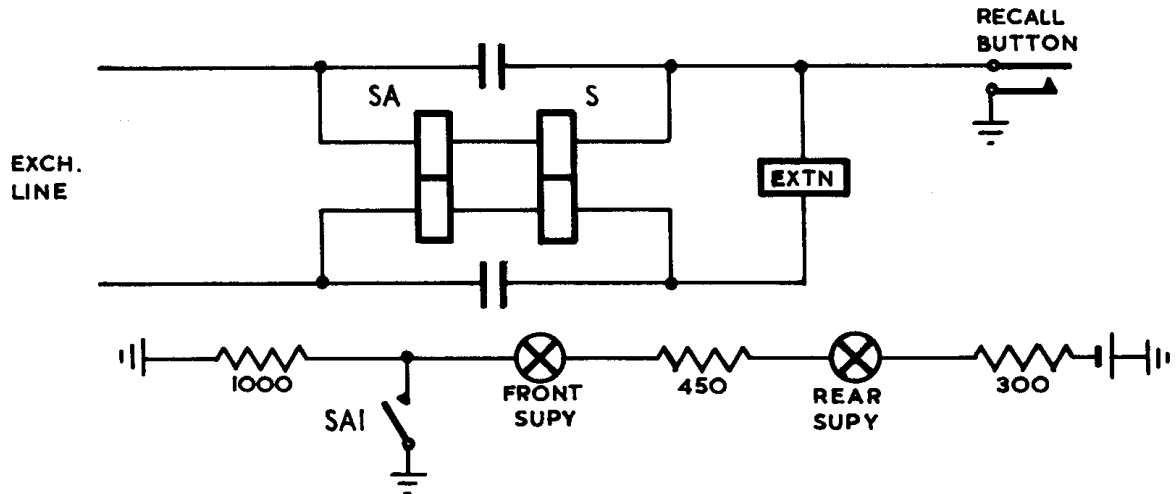 RECALL
BUTTON
SA
S
EXCH.
LINE
EXTN
1000
FRONT
SUPY
450
REAR
SUPY
300
SA1